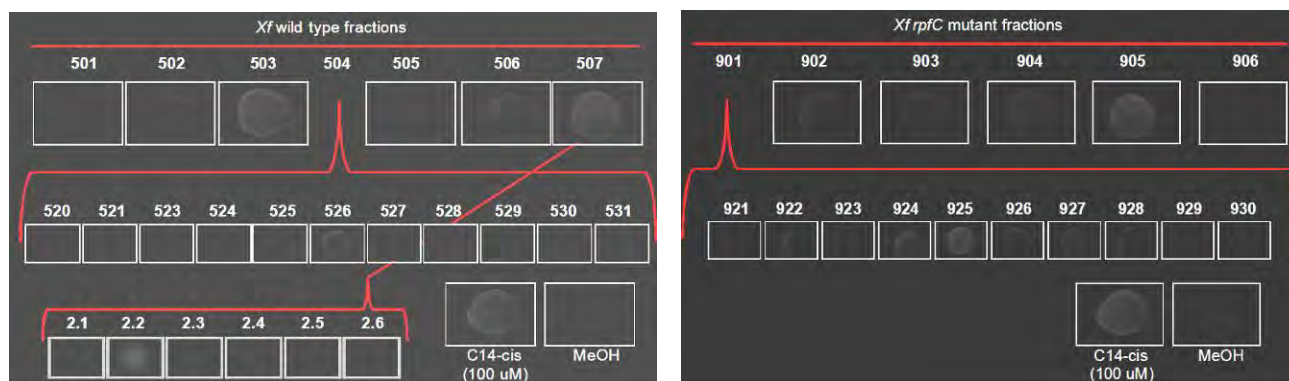 Xf wild type fractions
501 502 503 504 505 506 507
520 521 523 524 525 526 527 528 529 530 531
2.1 2.2 2.3 2.4 2.5 2.6
C14-cis MeOH
(100 uM)
Xf rpfC mutant fractions
901 902 903 904 905 906
921 922 923 924 925 926 927 928 929 930
C14-cis MeOH
(100 uM)